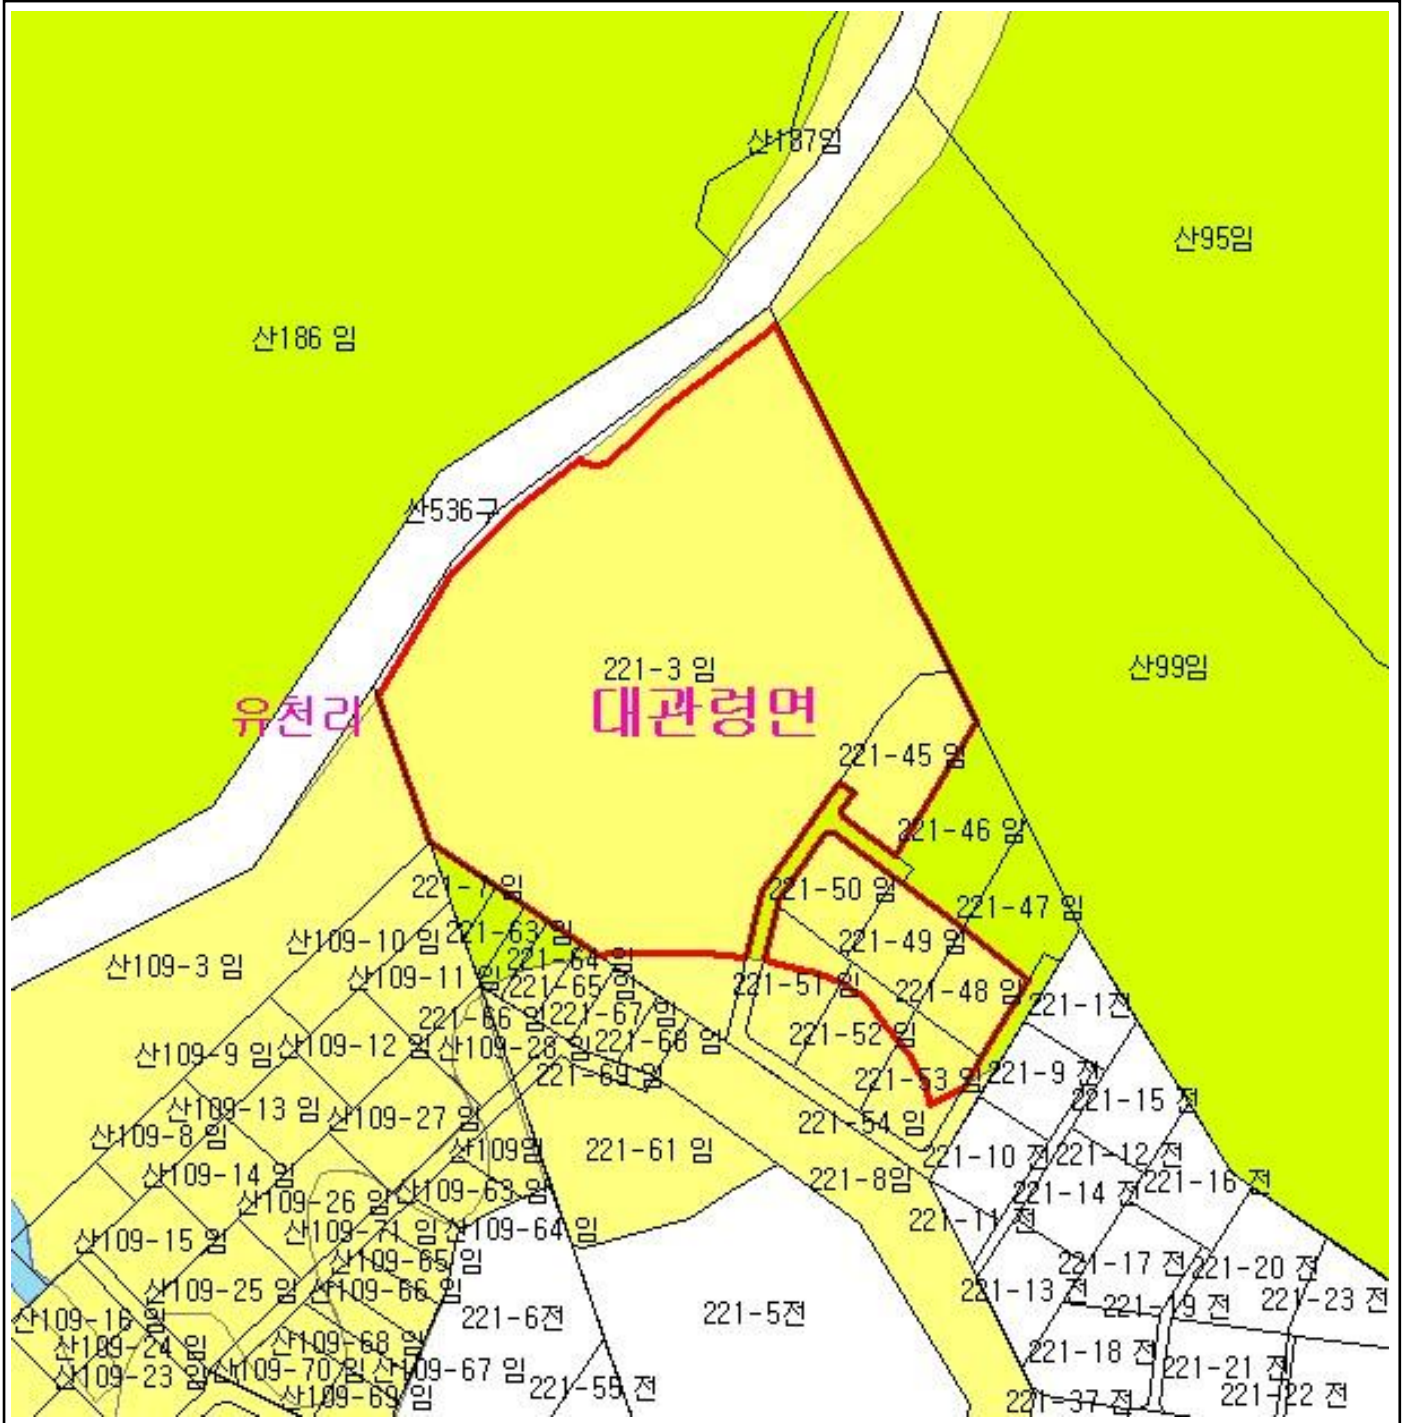 산187임
산95임
산186 임
산536구
221-3 임
산99임
유천리
대관령면
221-45 임
221-46 임
221-7 임
221-50 임
221-47 임
221-63 임
산109-10 임
221-49 임
221-64 임
산109-3 임
산109-11 임
221-65 임
221-51 임
221-48 임
221-1전
221-66 임
221-67 임
221-52 임
221-68 임
산109-9 임
산109-12 임
산109-28 임
221-69 임
221-53 임
221-9 전
221-15 전
산109-13 임
산109-27 임
221-54 임
산109-8 임
산109임
221-61 임
221-10 전
221-12 전
산109-14 임
221-8임
221-16 전
산109-26 임
산109-63 임
221-14 전
221-11 전
산109-71 임
산109-64 임
산109-15 임
산109-65 임
221-17 전
221-20 전
산109-25 임
산109-66 임
221-13 전
221-19 전
221-23 전
산109-16 임
221-6전
221-5전
산109-24 임
산109-68 임
221-18 전
221-21 전
산109-23 임
산109-70 임
산109-67 임
221-55 전
산109-69 임
221-37 전
221-22 전